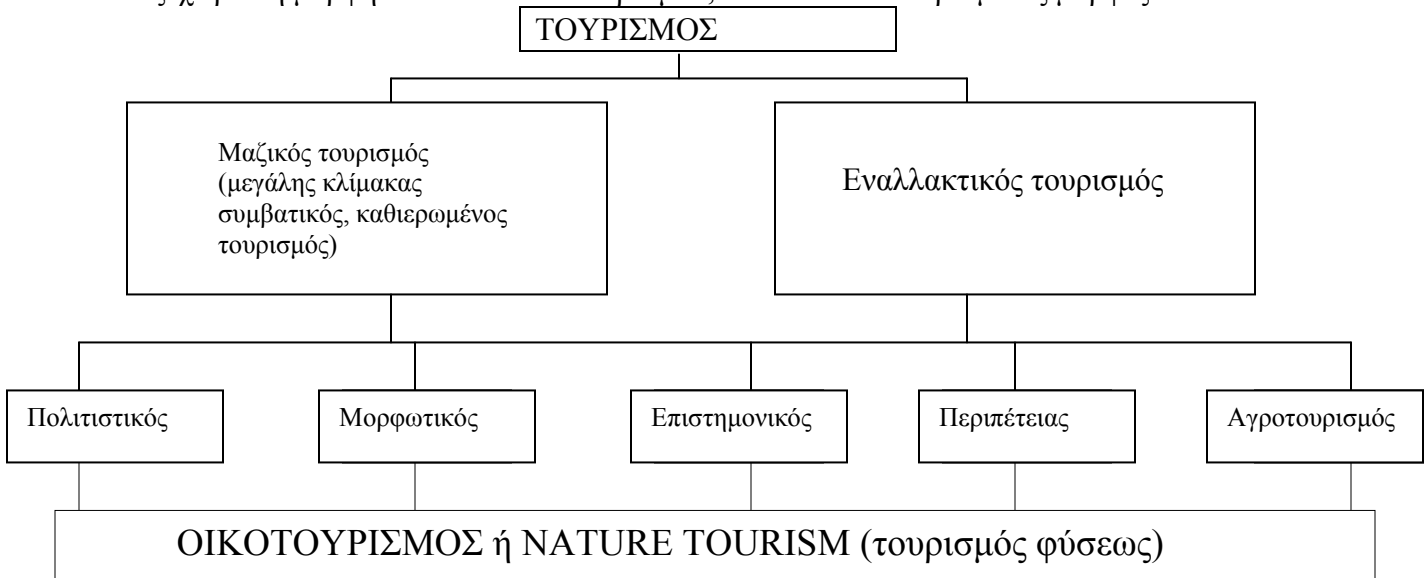 ΤΟΥΡΙΣΜΟΣ
Μαζικός τουρισμός
(μεγάλης κλίμακας
συμβατικός, καθιερωμένος
τουρισμός)
Εναλλακτικός τουρισμός
Πολιτιστικός
Μορφωτικός
Επιστημονικός
Περιπέτειας
Αγροτουρισμός
ΟΙΚΟΤΟΥΡΙΣΜΟΣ ή NATURE TOURISM (τουρισμός φύσεως)